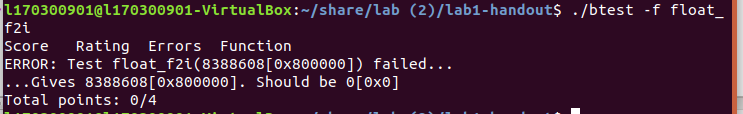 l170300901@l170300901-VirtualBox:~/share/lab (2)/lab1-handout$ ./btest -f float_
f2i
Score Rating Errors Function
ERROR: Test float_f2i(8388608[0x800000]) failed...
...Gives 8388608[0x800000]. Should be 0[0x0]
Total points: 0/4